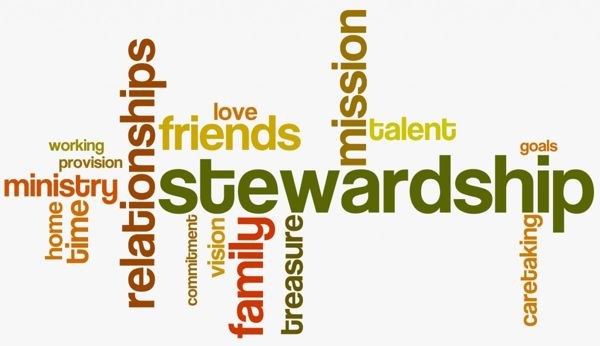 mission
relationships
love
friends
talent
working
goals
provision
stewardship
ministry
home
time
commitment
vision
family
treasure
caretaking